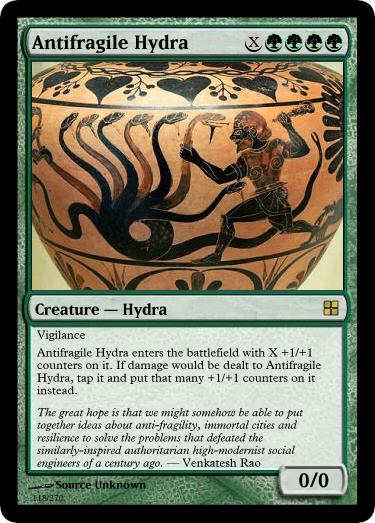 Antifragile Hydra X
Creature — Hydra
Vigilance
Antifragile Hydra enters the battlefield with X +1/+1
counters on it. If damage would be dealt to Antifragile
Hydra, tap it and put that many +1/+1 counters on it
instead.
The great hope is that we might somehow be able to put
together ideas about anti-fragility, immortal cities and
resilience to solve the problems that defeated the
similarly-inspired authoritarian high-modernist social
engineers of a century ago. — Venkatesh Rao
0/0
Source Unknown
118/270